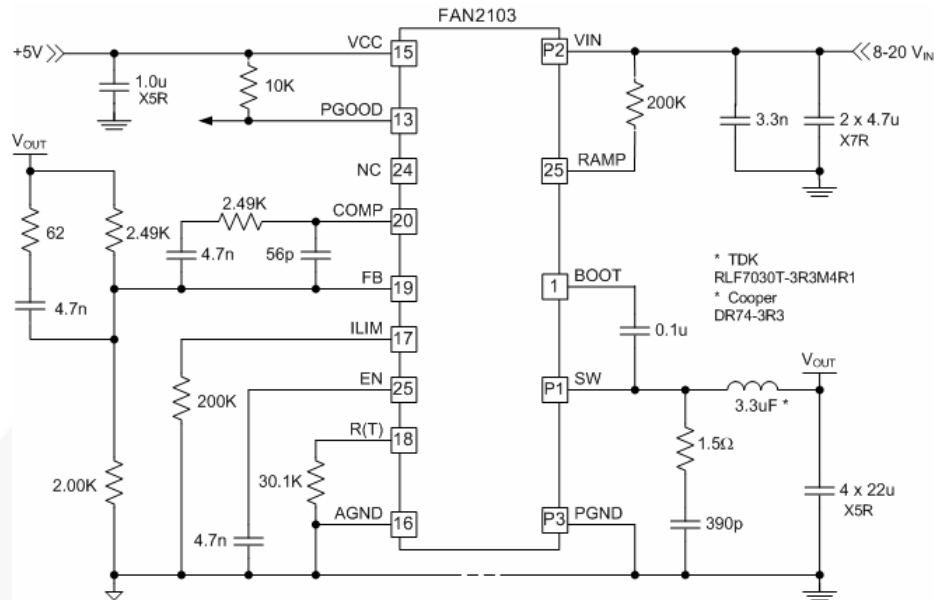 FAN2103
+5V
VCC
15
P2
VIN
8-20 VIN
1.0u
X5R
10K
200K
3.3n
2 x 4.7u
X7R
PGOOD
13
VOUT
NC
24
25
RAMP
62
2.49K
2.49K
COMP
20
4.7n
56p
* TDK
RLF7030T-3R3M4R1
* Cooper
DR74-3R3
FB
19
1
BOOT
4.7n
ILIM
17
0.1u
VOUT
EN
25
P1
SW
200K
3.3uF *
R(T)
18
1.5Ω
2.00K
30.1K
4 x 22u
X5R
AGND
16
P3
PGND
390p
4.7n